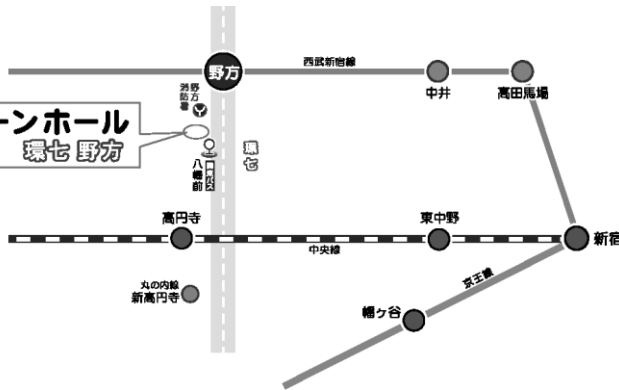 野方
西武新宿線
中井
高田馬場
野方
消防署
ーンホール
環七 野方
環七
八幡前
関東バス
高円寺
東中野
中央線
新宿
丸の内線
新高円寺
京王線
幡ヶ谷